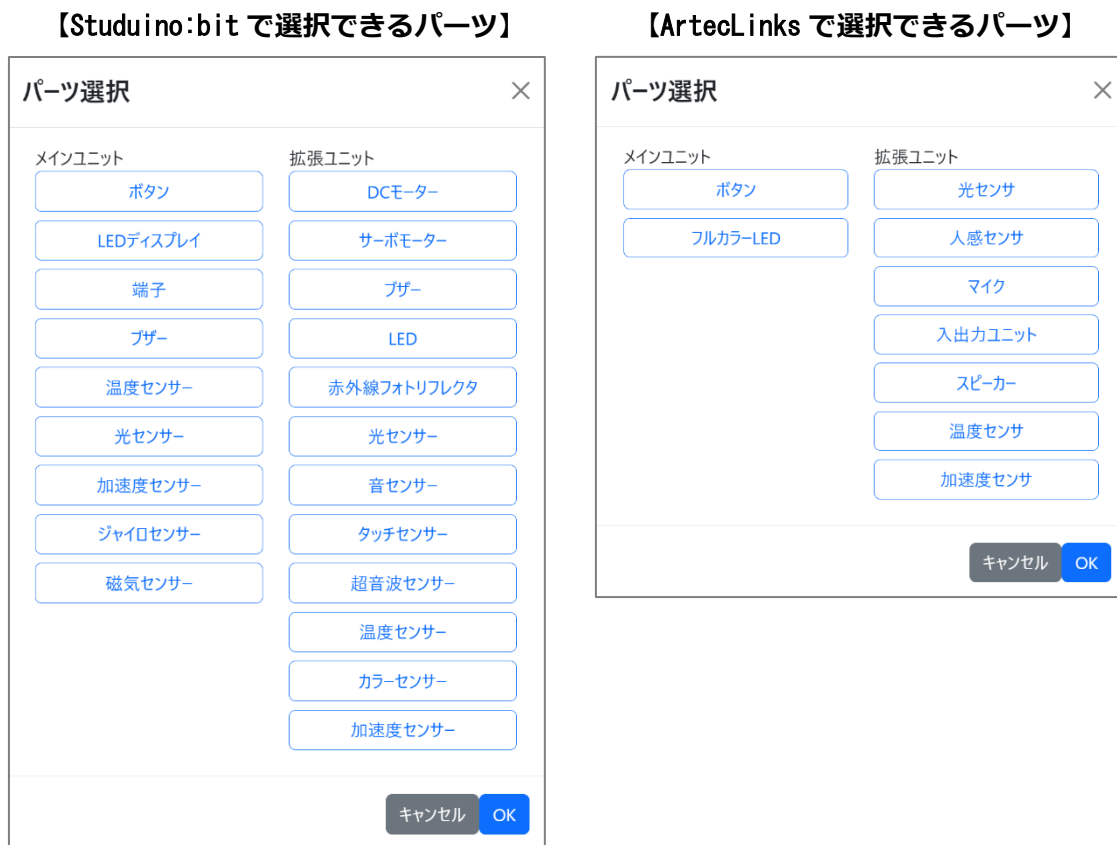 【Studuino:bit で選択できるパーツ】
パーツ選択
メインユニット
ボタン
LEDディスプレイ
端子
ブザー
温度センサー
光センサー
加速度センサー
ジャイロセンサー
磁気センサー
拡張ユニット
DCモーター
サーボモーター
ブザー
LED
赤外線フォトリフレクタ
光センサー
音センサー
タッチセンサー
超音波センサー
温度センサー
カラーセンサー
加速度センサー
キャンセル
OK
【ArtecLinks で選択できるパーツ】
パーツ選択
メインユニット
ボタン
フルカラーLED
拡張ユニット
光センサ
人感センサ
マイク
入出力ユニット
スピーカー
温度センサ
加速度センサ
キャンセル
OK